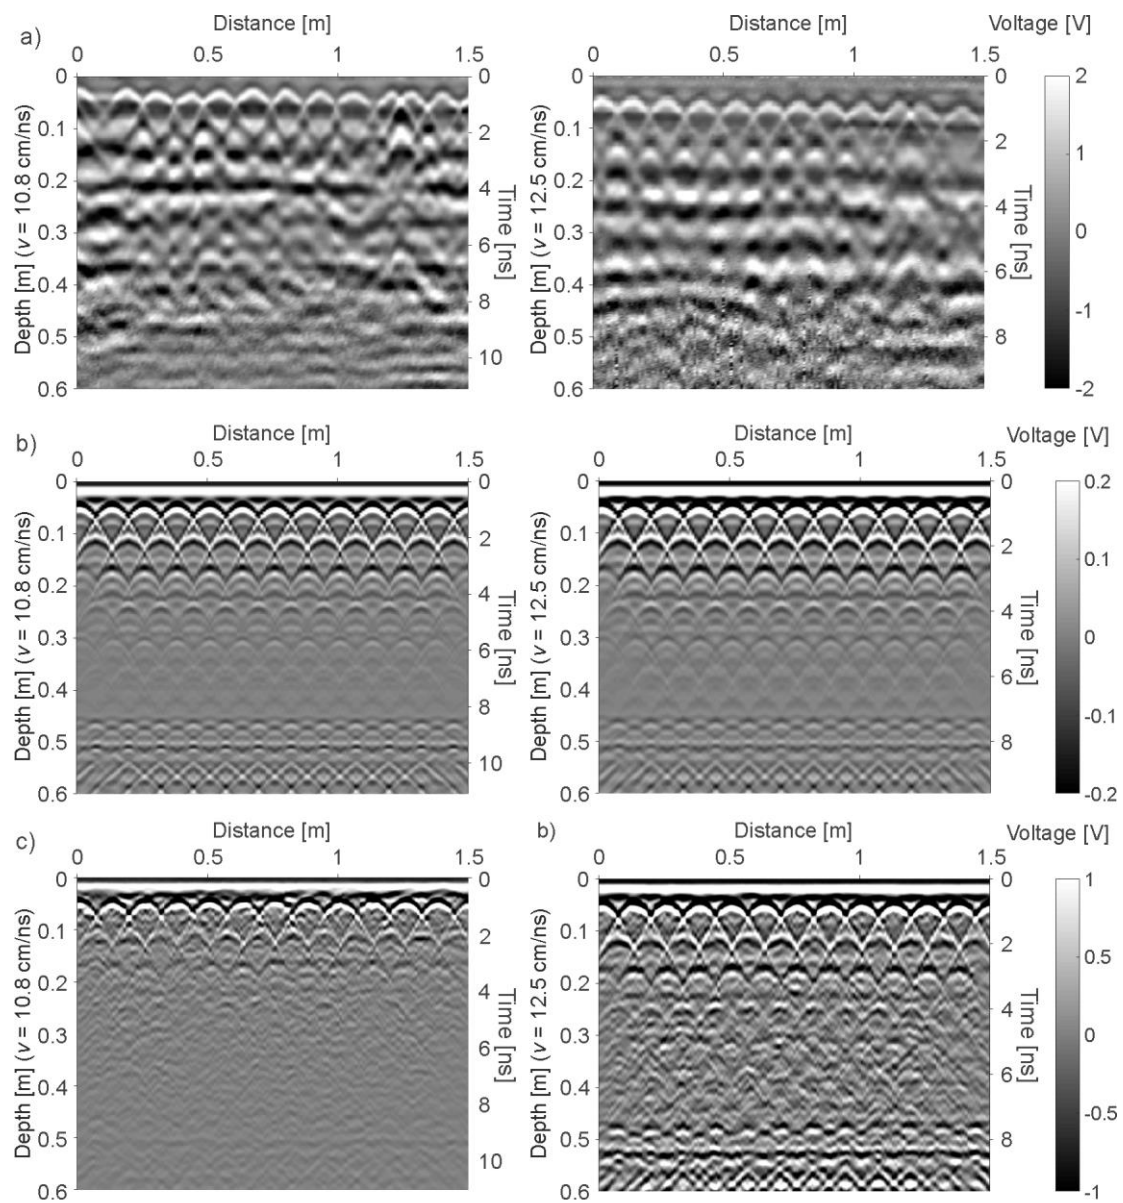 Distance [m] Distance [m] Voltage [V]
a)
0 0.5 1 1.5 0 0.5 1 1.5
0 0 0 0 2
0.1 0.1
2 2 1
0.2 0.2
4 4
0.3 0.3 0
6 6
0.4 0.4
8 -1
0.5 0.5 8
10
0.6 0.6 -2
Depth [m] (v = 10.8 cm/ns) Time [ns] Depth [m] (v = 12.5 cm/ns) Time [ns]
Distance [m] Distance [m] Voltage [V]
b)
0 0.5 1 1.5 0 0.5 1 1.5
0 0 0 0 0.2
0.1 0.1
2 2 0.1
0.2 0.2
4 4
0.3 0.3 0
6 6
0.4 0.4
8 -0.1
0.5 0.5 8
10
0.6 0.6 -0.2
Depth [m] (v = 10.8 cm/ns) Time [ns] Depth [m] (v = 12.5 cm/ns) Time [ns]
Distance [m] b) Distance [m] Voltage [V]
c)
0 0.5 1 1.5 0 0.5 1 1.5
0 0 0 0 1
0.1 0.1
2 2 0.5
0.2 0.2
4 4
0.3 0.3 0
6 6
0.4 0.4
8 -0.5
0.5 0.5 8
10
0.6 0.6 -1
Depth [m] (v = 10.8 cm/ns) Time [ns] Depth [m] (v = 12.5 cm/ns) Time [ns]